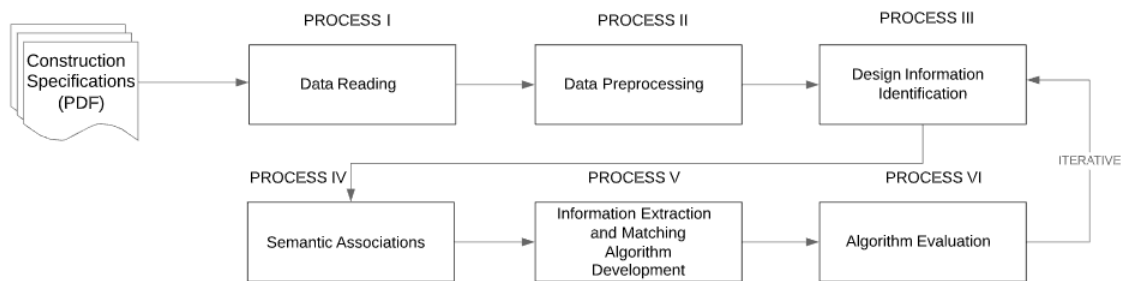 PROCESS I
PROCESS II
PROCESS III
Construction
Specifications
(PDF)
Data Reading
Data Preprocessing
Design Information
Identification
ITERATIVE
PROCESS IV
PROCESS V
PROCESS VI
Semantic Associations
Information Extraction
and Matching
Algorithm
Development
Algorithm Evaluation